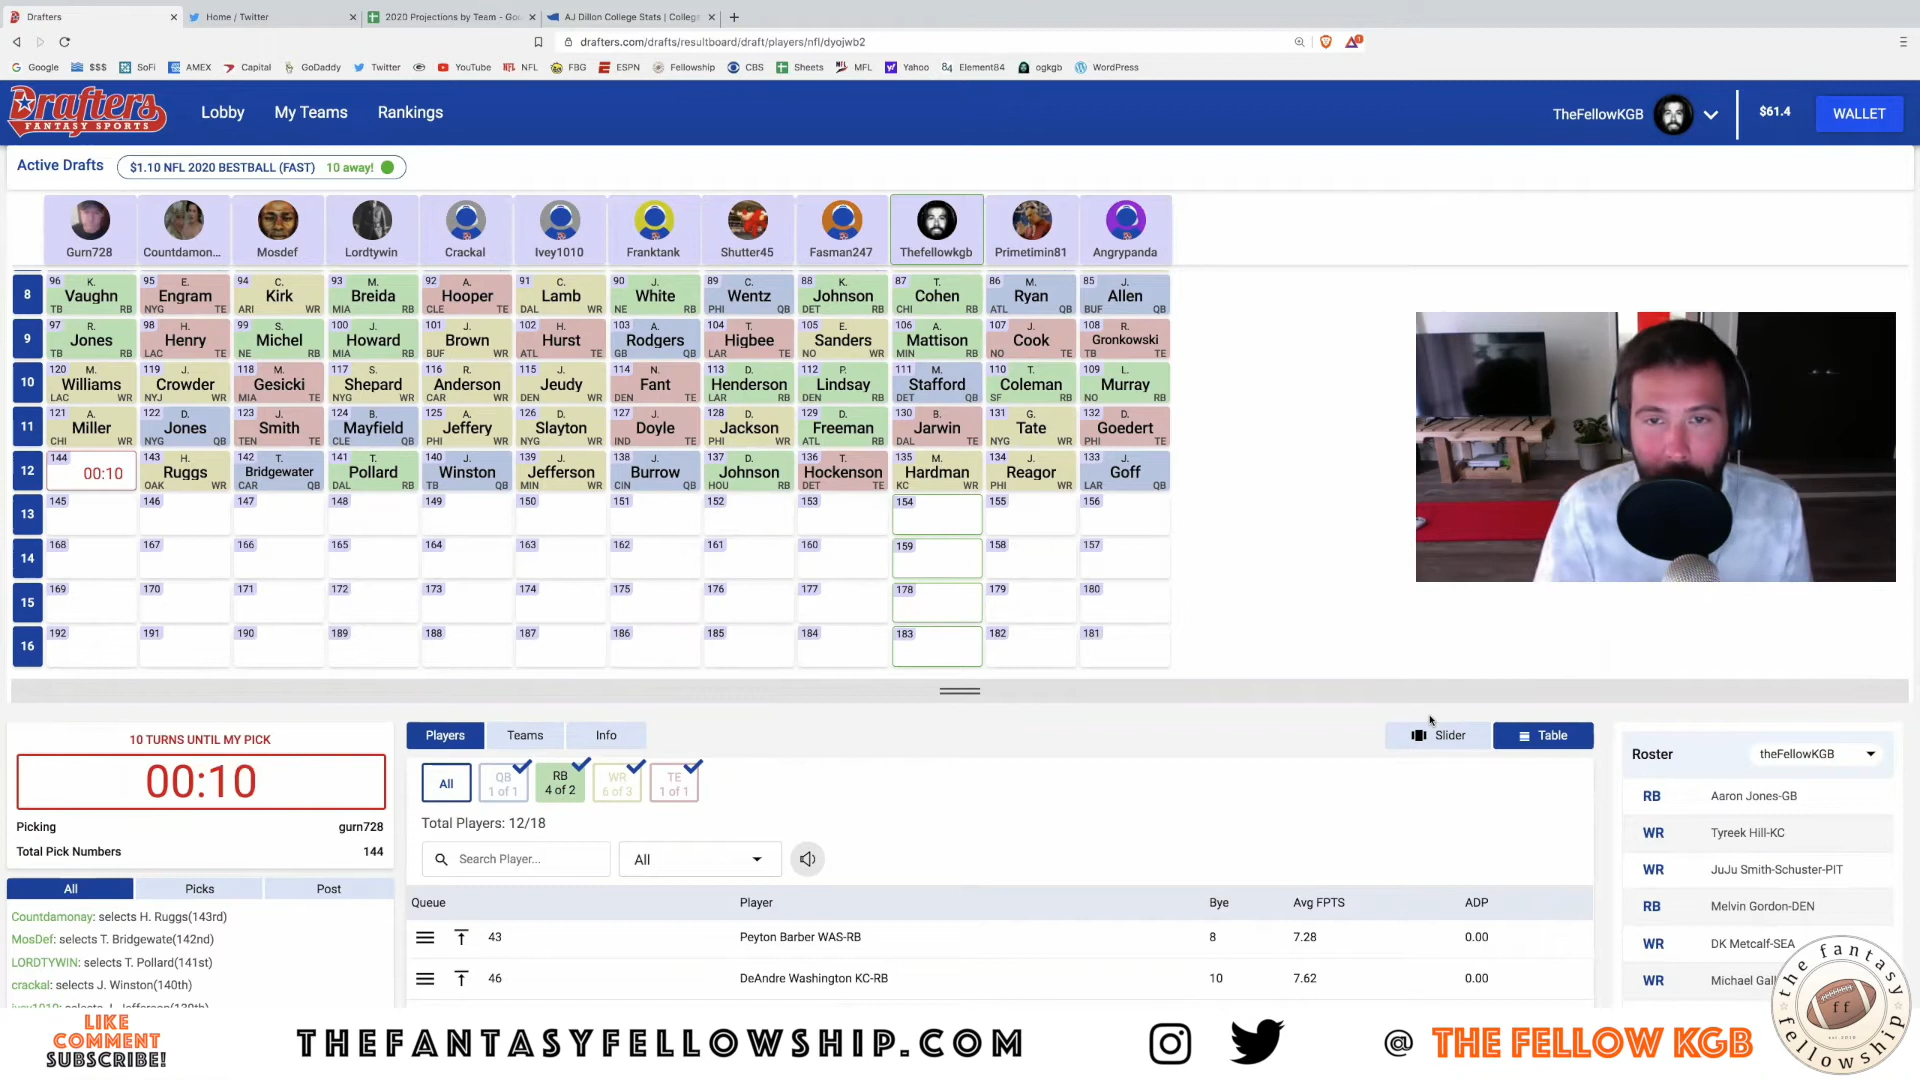 Drafters
Home / Twitter
2020 Projections by Team - Goo
AJ Dillon College Stats | College
drafters.com/drafts/resultboard/draft/players/nfl/dyojwb2
Google $$$ SoFi AMEX Capital GoDaddy Twitter YouTube NFL FBG ESPN Fellowship CBS Sheets MFL Yahoo Element84 ogkgb WordPress
Drafters
FANTASY SPORTS
Lobby My Teams Rankings
TheFellowKGB $61.4 WALLET
Active Drafts $1.10 NFL 2020 BESTBALL (FAST) 10 away!
Gurn728 Countdamon... Mosdef Lordtywin Crackal Ivey1010 Franktank Shutter45 Fasman247 Thefellowkgb Primetimin81 Angrypanda
8
96 K. 95 E. 94 C. 93 M. 92 A. 91 C. 90 J. 89 C. 88 K. 87 T. 86 M. 85 J.
Vaughn Engram Kirk Breida Hooper Lamb White Wentz Johnson Cohen Ryan Allen
TB RB NYG TE ARI WR MIA RB CLE TE DAL WR NE RB PHI QB DET RB CHI RB ATL QB BUF QB
9
97 R. 98 H. 99 S. 100 J. 101 J. 102 H. 103 A. 104 T. 105 E. 106 A. 107 J. 108 R.
Jones Henry Michel Howard Brown Hurst Rodgers Higbee Sanders Mattison Cook Gronkowski
TB RB LAC TE NE RB MIA RB BUF WR ATL TE GB QB LAR TE NO WR MIN RB NO TE TB TE
10
120 M. 119 J. 118 M. 117 S. 116 R. 115 J. 114 N. 113 D. 112 P. 111 M. 110 T. 109 L.
Williams Crowder Gesicki Shepard Anderson Jeudy Fant Henderson Lindsay Stafford Coleman Murray
LAC WR NYJ WR MIA TE NYG WR CAR WR DEN WR DEN TE LAR RB DEN RB DET QB SF RB NO RB
11
121 A. 122 D. 123 J. 124 B. 125 A. 126 D. 127 J. 128 D. 129 D. 130 B. 131 G. 132 D.
Miller Jones Smith Mayfield Jeffery Slayton Doyle Jackson Freeman Jarwin Tate Goedert
CHI WR NYG QB TEN TE CLE QB PHI WR NYG WR IND TE PHI WR ATL RB DAL TE NYG WR PHI TE
12
144 143 H. 142 T. 141 T. 140 J. 139 J. 138 J. 137 D. 136 T. 135 M. 134 J. 133 J.
00:10 Ruggs Bridgewater Pollard Winston Jefferson Burrow Johnson Hockenson Hardman Reagor Goff
OAK WR CAR QB DAL RB TB QB MIN WR CIN QB HOU RB DET TE KC WR PHI WR LAR QB
13
145 146 147 148 149 150 151 152 153 154 155 156
14
168 167 166 165 164 163 162 161 160 159 158 157
15
169 170 171 172 173 174 175 176 177 178 179 180
16
192 191 190 189 188 187 186 185 184 183 182 181
10 TURNS UNTIL MY PICK
00:10
Picking gurn728
Total Pick Numbers 144
All Picks Post
Countdamonay: selects H. Ruggs(143rd)
MosDef: selects T. Bridgewate(142nd)
LORDTYWIN: selects T. Pollard(141st)
crackal: selects J. Winston(140th)
ivey1010: selects J. Jefferson(139th)
Players Teams Info
Slider Table
All
QB 1 of 1
RB 4 of 2
WR 6 of 3
TE 1 of 1
Total Players: 12/18
Search Player... All
Queue Player Bye Avg FPTS ADP
43 Peyton Barber WAS-RB 8 7.28 0.00
46 DeAndre Washington KC-RB 10 7.62 0.00
Roster theFellowKGB
RB Aaron Jones-GB
WR Tyreek Hill-KC
WR JuJu Smith-Schuster-PIT
RB Melvin Gordon-DEN
WR DK Metcalf-SEA
WR Michael Gal
the fantasy fellowship
ff
LIKE
COMMENT
SUBSCRIBE!
THEFANTASYFELLOWSHIP.COM
@ THE FELLOW KGB